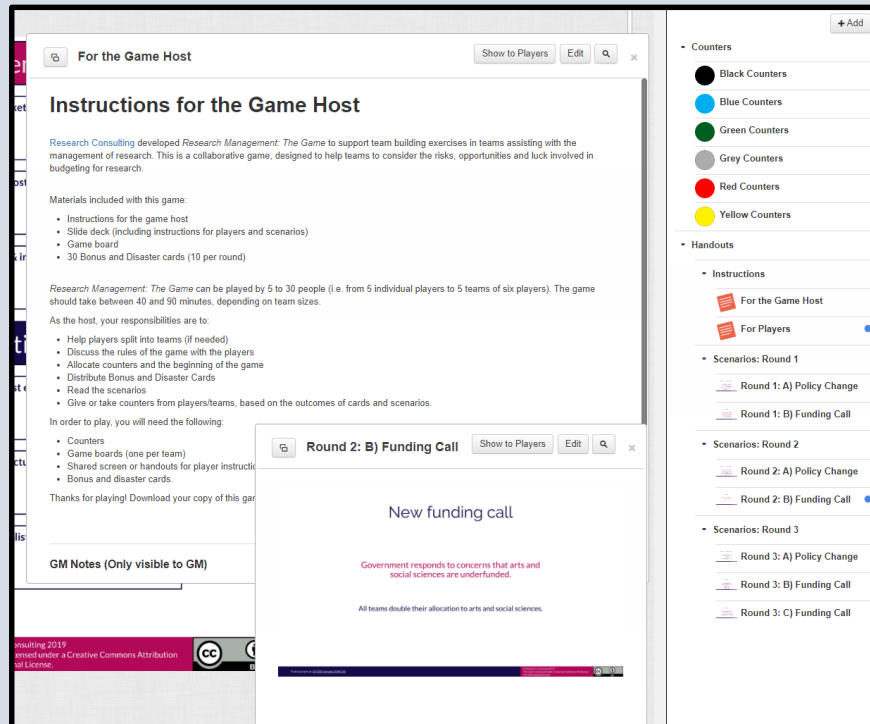 For the Game Host
Show to Players
Edit
Instructions for the Game Host
Research Consulting developed Research Management: The Game to support team building exercises in teams assisting with the
management of research. This is a collaborative game, designed to help teams to consider the risks, opportunities and luck involved in
budgeting for research.
Materials included with this game:
• Instructions for the game host
• Slide deck (including instructions for players and scenarios)
• Game board
• 30 Bonus and Disaster cards (10 per round)
Research Management: The Game can be played by 5 to 30 people (i.e. from 5 individual players to 5 teams of six players). The game
should take between 40 and 90 minutes, depending on team sizes.
As the host, your responsibilities are to:
• Help players split into teams (if needed)
• Discuss the rules of the game with the players
• Allocate counters and the beginning of the game
• Distribute Bonus and Disaster Cards
• Read the scenarios
• Give or take counters from players/teams, based on the outcomes of cards and scenarios.
In order to play, you will need the following:
• Counters
• Game boards (one per team)
• Shared screen or handouts for player instructio
• Bonus and disaster cards.
Thanks for playing! Download your copy of this gar
GM Notes (Only visible to GM)
Round 2: B) Funding Call
Show to Players
Edit
New funding call
Government responds to concerns that arts and
social sciences are underfunded.
All teams double their allocation to arts and social sciences.
onsulting 2019
ensed under a Creative Commons Attribution
nal License.
cc
+ Add
Counters
Black Counters
Blue Counters
Green Counters
Grey Counters
Red Counters
Yellow Counters
Handouts
Instructions
For the Game Host
For Players
Scenarios: Round 1
Round 1: A) Policy Change
Round 1: B) Funding Call
Scenarios: Round 2
Round 2: A) Policy Change
Round 2: B) Funding Call
Scenarios: Round 3
Round 3: A) Policy Change
Round 3: B) Funding Call
Round 3: C) Funding Call